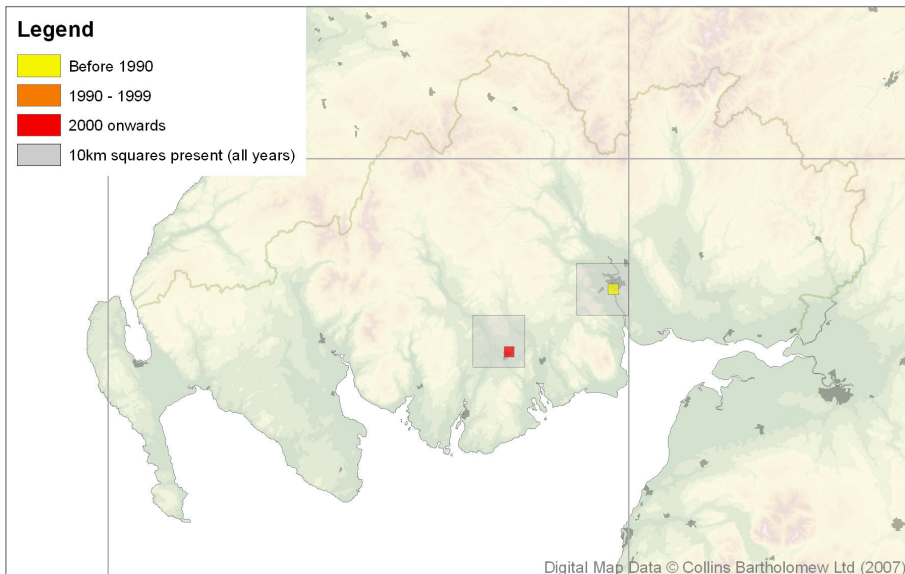 Legend
Before 1990
1990 - 1999
2000 onwards
10km squares present (all years)
Digital Map Data © Collins Bartholomew Ltd (2007)